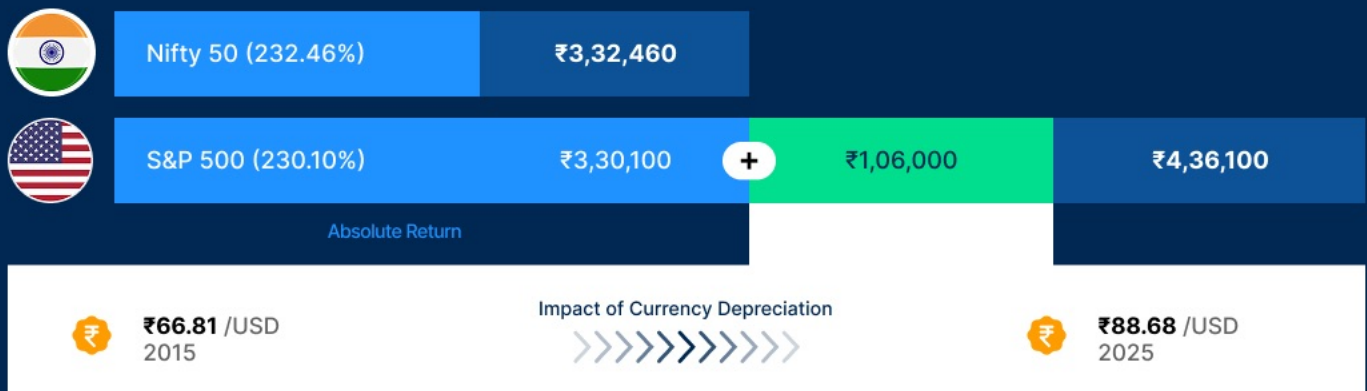 Nifty 50 (232.46%) ₹3,32,460
S&P 500 (230.10%) ₹3,30,100 + ₹1,06,000 ₹4,36,100
Absolute Return
Impact of Currency Depreciation
₹ ₹66.81 /USD ₹ ₹88.68 /USD
2015 2025